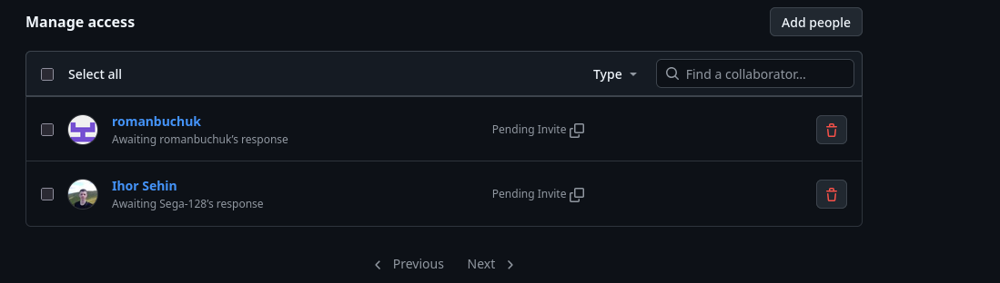 Manage access
Add people
Select all
Type
Find a collaborator...
romanbuchuk
Awaiting romanbuchuk’s response
Pending Invite
Ihor Sehin
Awaiting Sega-128’s response
Pending Invite
Previous Next